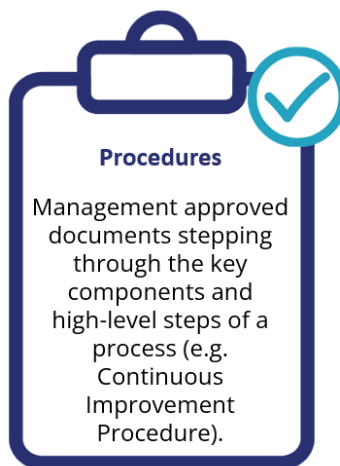 Procedures
Management approved
documents stepping
through the key
components and
high-level steps of a
process (e.g.
Continuous
Improvement
Procedure).